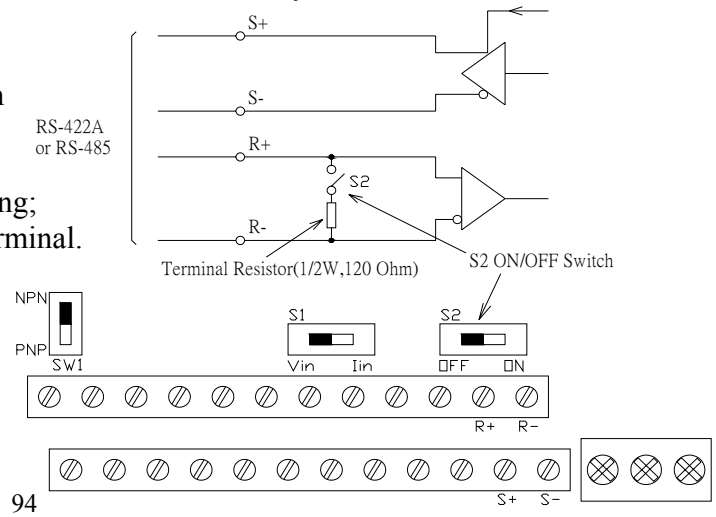 S+
S-
RS-422A
or RS-485
R+
S2
ing;
R-
rminal.
Terminal Resistor(1/2W,120 Ohm)
S2 ON/OFF Switch
NPN
PNP
SW1
S1
Vin Iin
S2
OFF ON
R+ R-
S+ S-
94